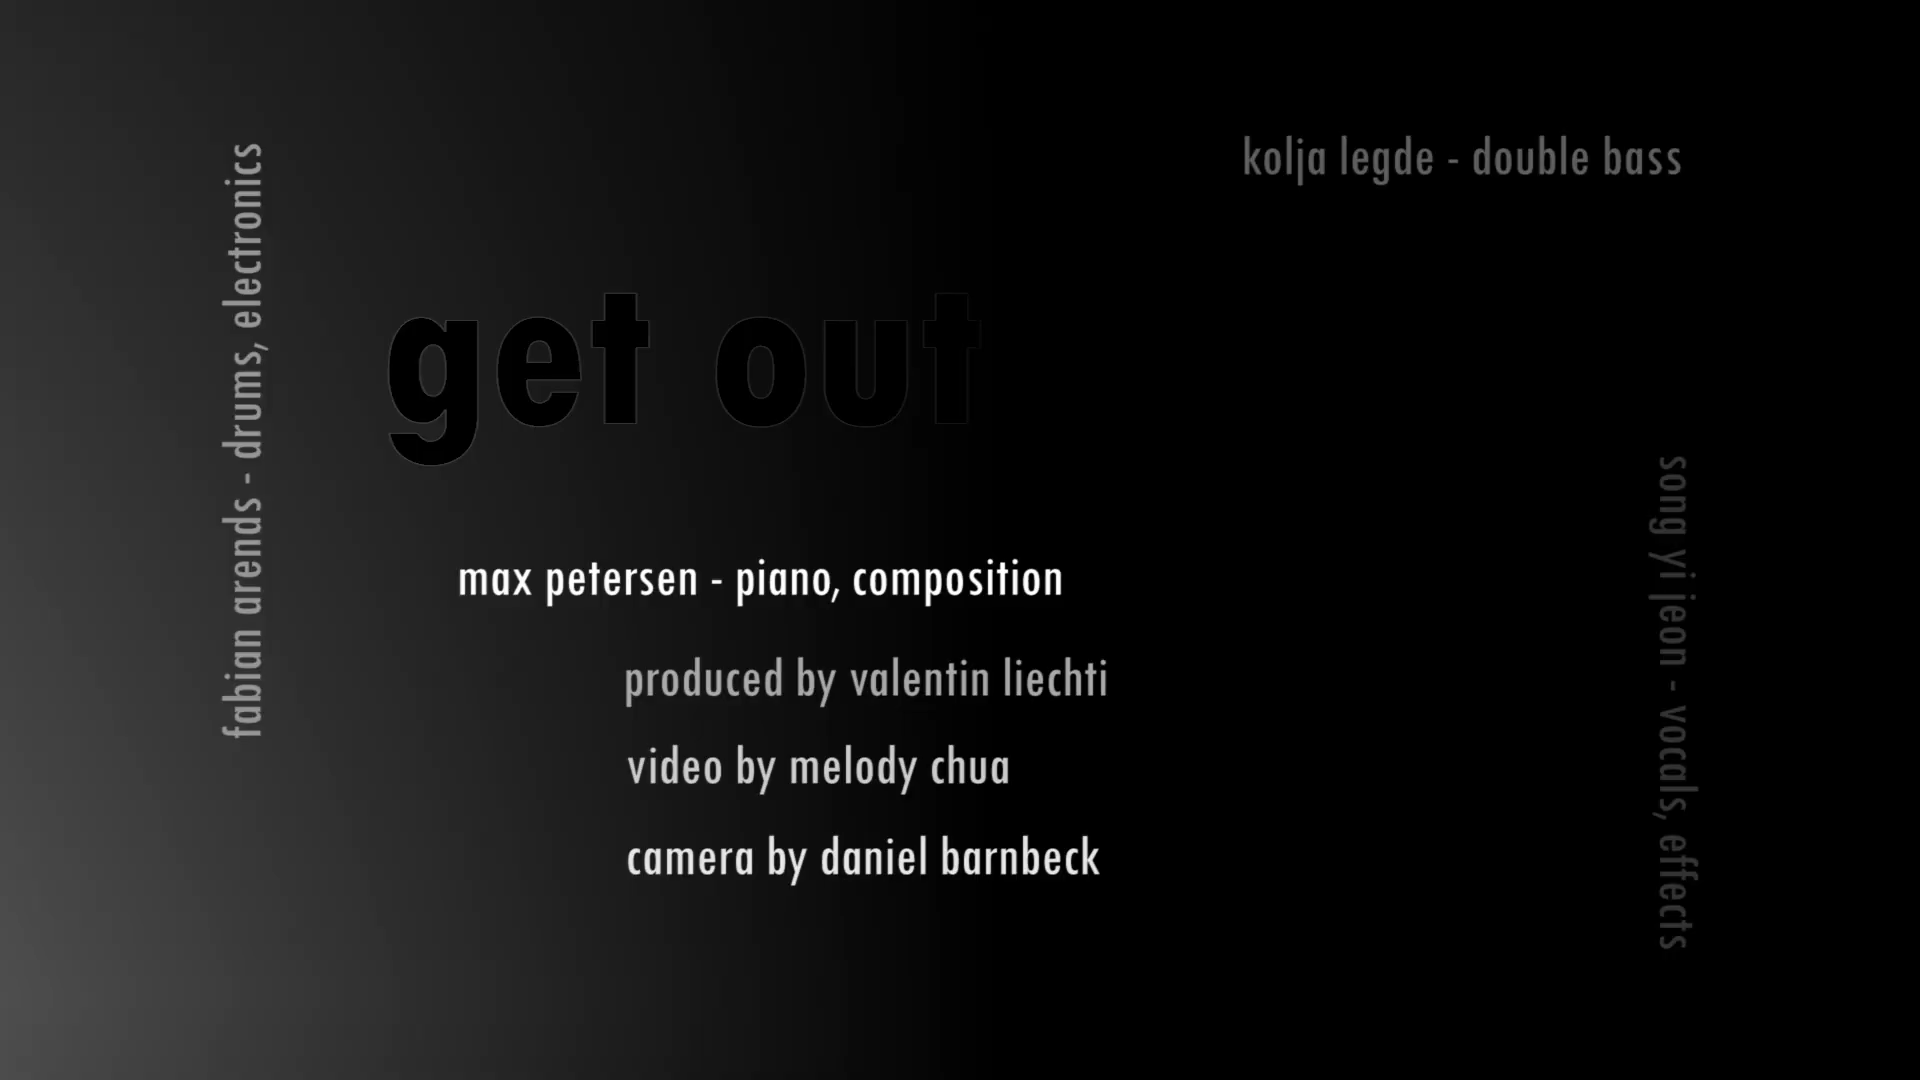 kolja legde - double bass
fabian arends - drums, electronics
get out
song yi jeon - vocals, effects
max petersen - piano, composition
produced by valentin liechti
video by melody chua
camera by daniel barnbeck